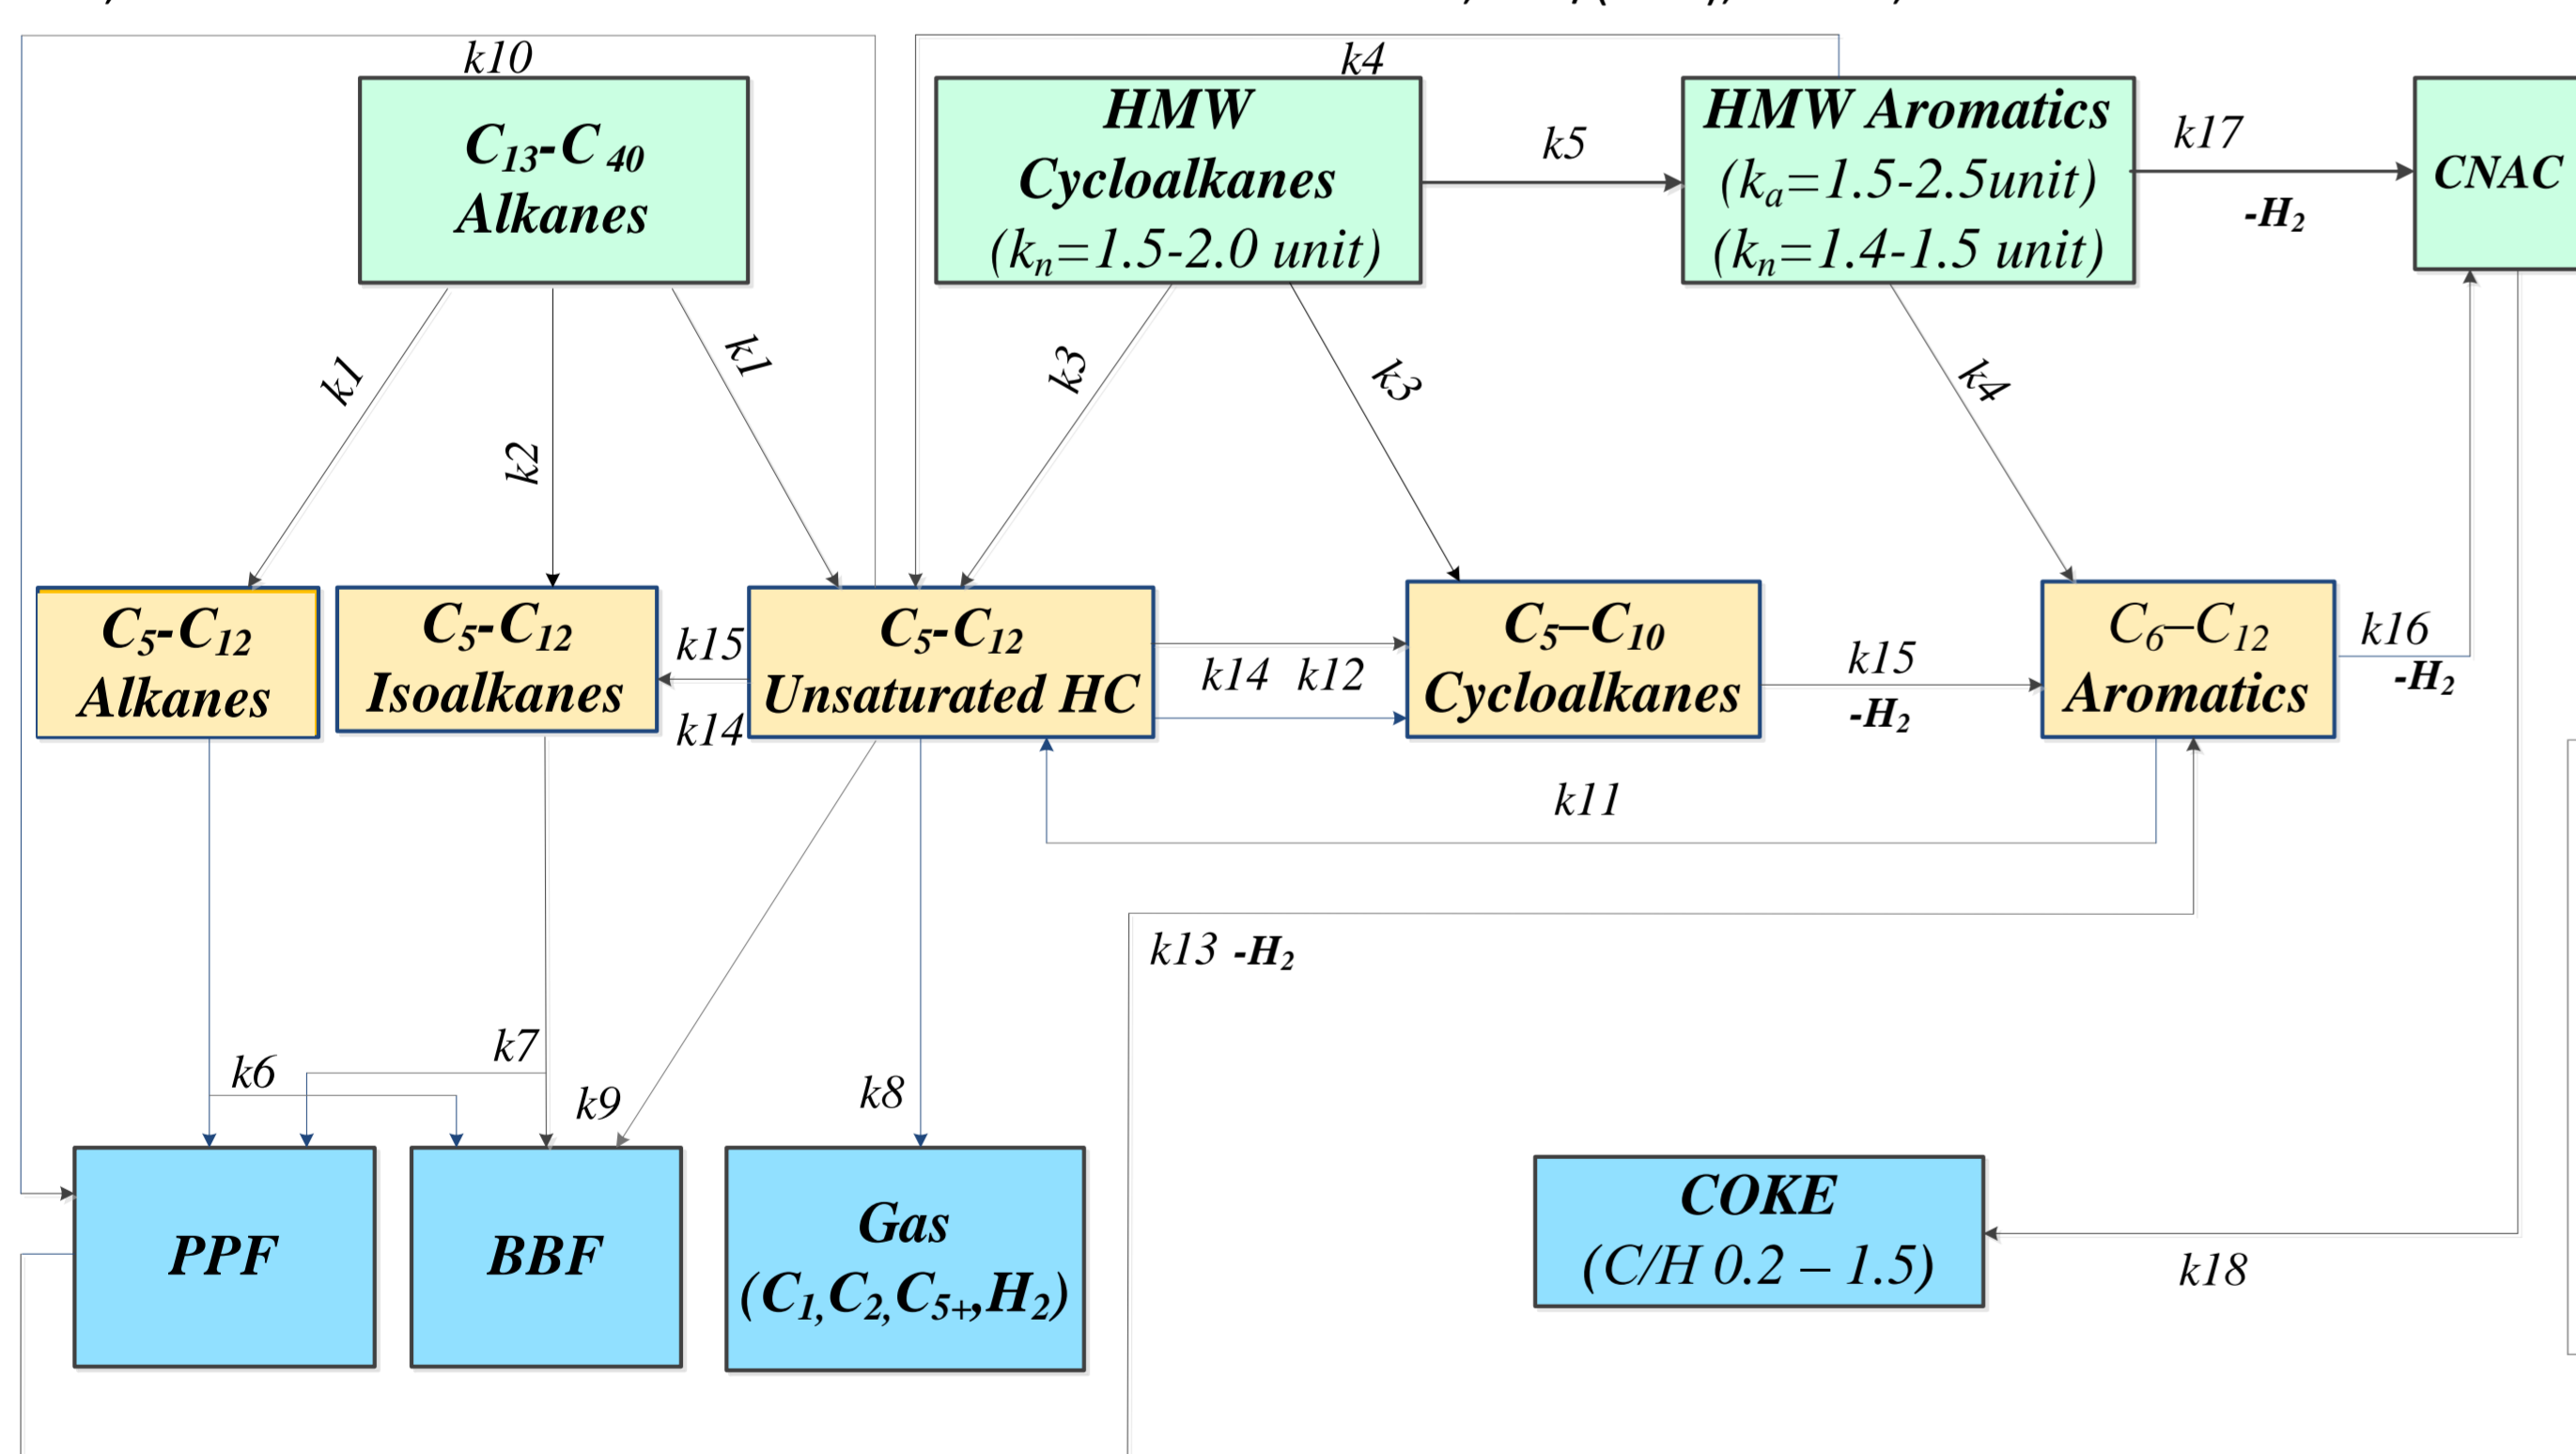 k10
k4
C13-C 40
Alkanes
HMW
Cycloalkanes
(kn=1.5-2.0 unit)
k5
HMW Aromatics
(ka=1.5-2.5unit)
(kn=1.4-1.5 unit)
k17
-H2
CNAC
k1
k2
k1
k3
k3
k4
C5-C12
Alkanes
C5-C12
Isoalkanes
k15
k14
C5-C12
Unsaturated HC
k14 k12
C5–C10
Cycloalkanes
k15
-H2
C6–C12
Aromatics
k16
-H2
k11
k13 -H2
k6
k7
k9
k8
PPF
BBF
Gas
(C1,C2,C5+,H2)
COKE
(C/H 0.2 – 1.5)
k18